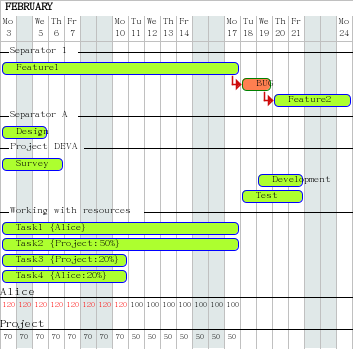 FEBRUARY
Mo We Th Fr Mo Tu We Th Fr Mo Tu We Th Fr Mo
3 5 6 7 10 11 12 13 14 17 18 19 20 21 24
Separator 1
Feature1
BUG
Feature2
Separator A
Design
Project DEVA
Survey
Development
Test
Working with resources
Task1 {Alice}
Task2 {Project:50%}
Task3 {Project:20%}
Task4 {Alice:20%}
Alice
120 120 120 120 120 120 120 120 100 100 100 100 100 100 100
Project
70 70 70 70 70 70 70 70 50 50 50 50 50 50 50